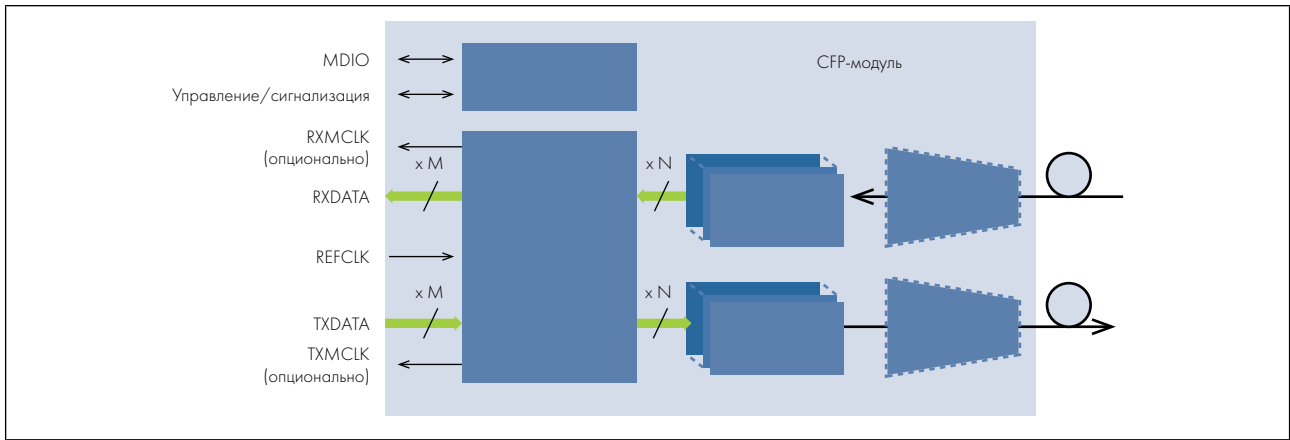 MDIO
CFP-модуль
Управление/сигнализация
RXMCLK
(опционально)
x M
x N
RXDATA
REFCLK
x M
x N
TXDATA
TXMCLK
(опционально)